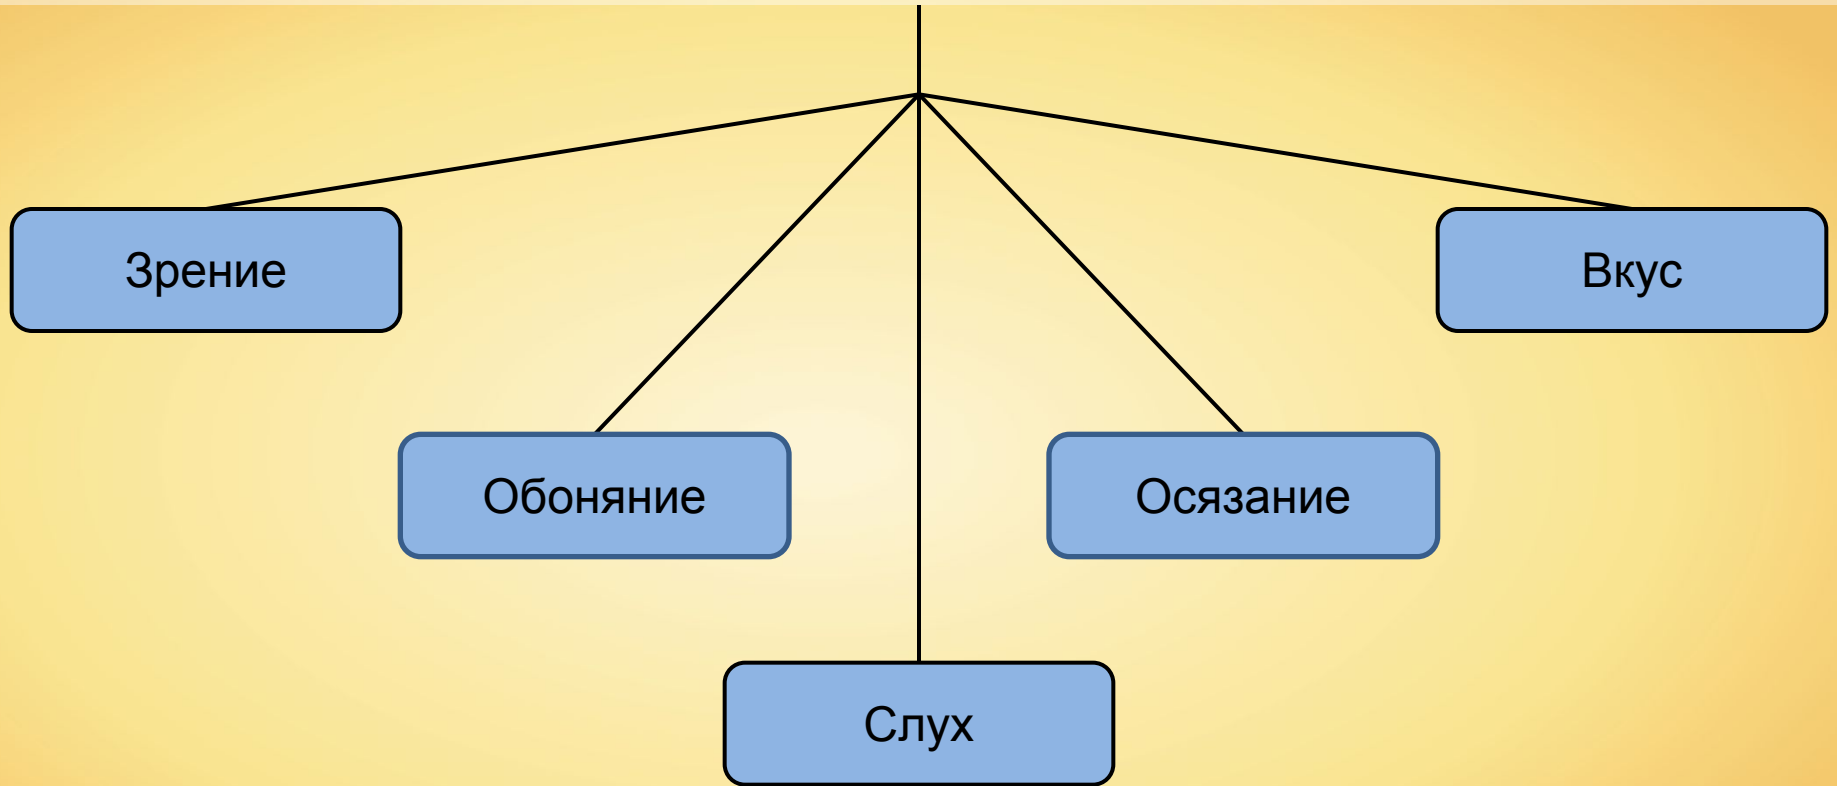 Зрение
Вкус
Обоняние
Осязание
Слух